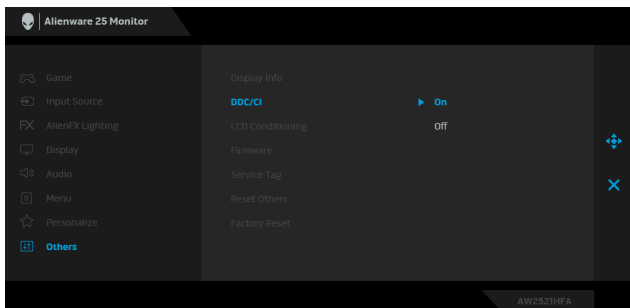 Alienware 25 Monitor
Game
Display Info
Input Source
DDC/CI
On
AlienFX Lighting
LCD Conditioning
Off
Display
Firmware
Audio
Service Tag
Menu
Reset Others
Personalize
Factory Reset
Others
AW2521HFA